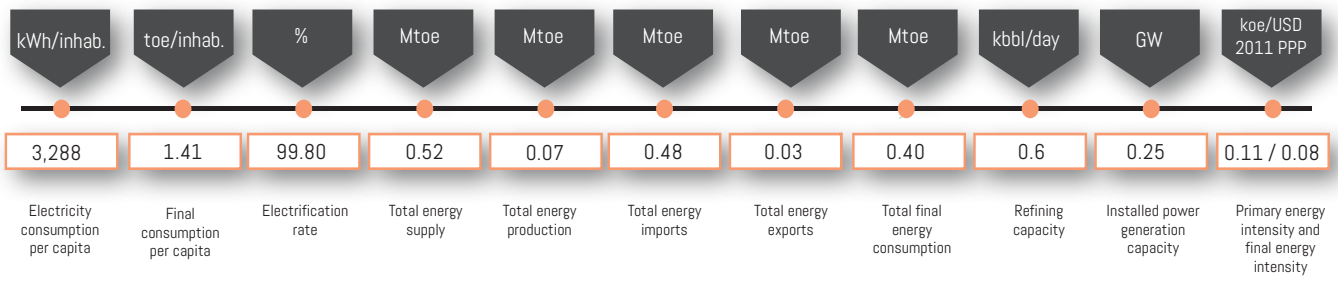 kWh/inhab.
toe/inhab.
%
Mtoe
Mtoe
Mtoe
Mtoe
Mtoe
kbbl/day
GW
koe/USD
2011 PPP
3,288
1.41
99.80
0.52
0.07
0.48
0.03
0.40
0.6
0.25
0.11 / 0.08
Electricity
consumption
per capita
Final
consumption
per capita
Electrification
rate
Total energy
supply
Total energy
production
Total energy
imports
Total energy
exports
Total final
energy
consumption
Refining
capacity
Installed power
generation
capacity
Primary energy
intensity and
final energy
intensity